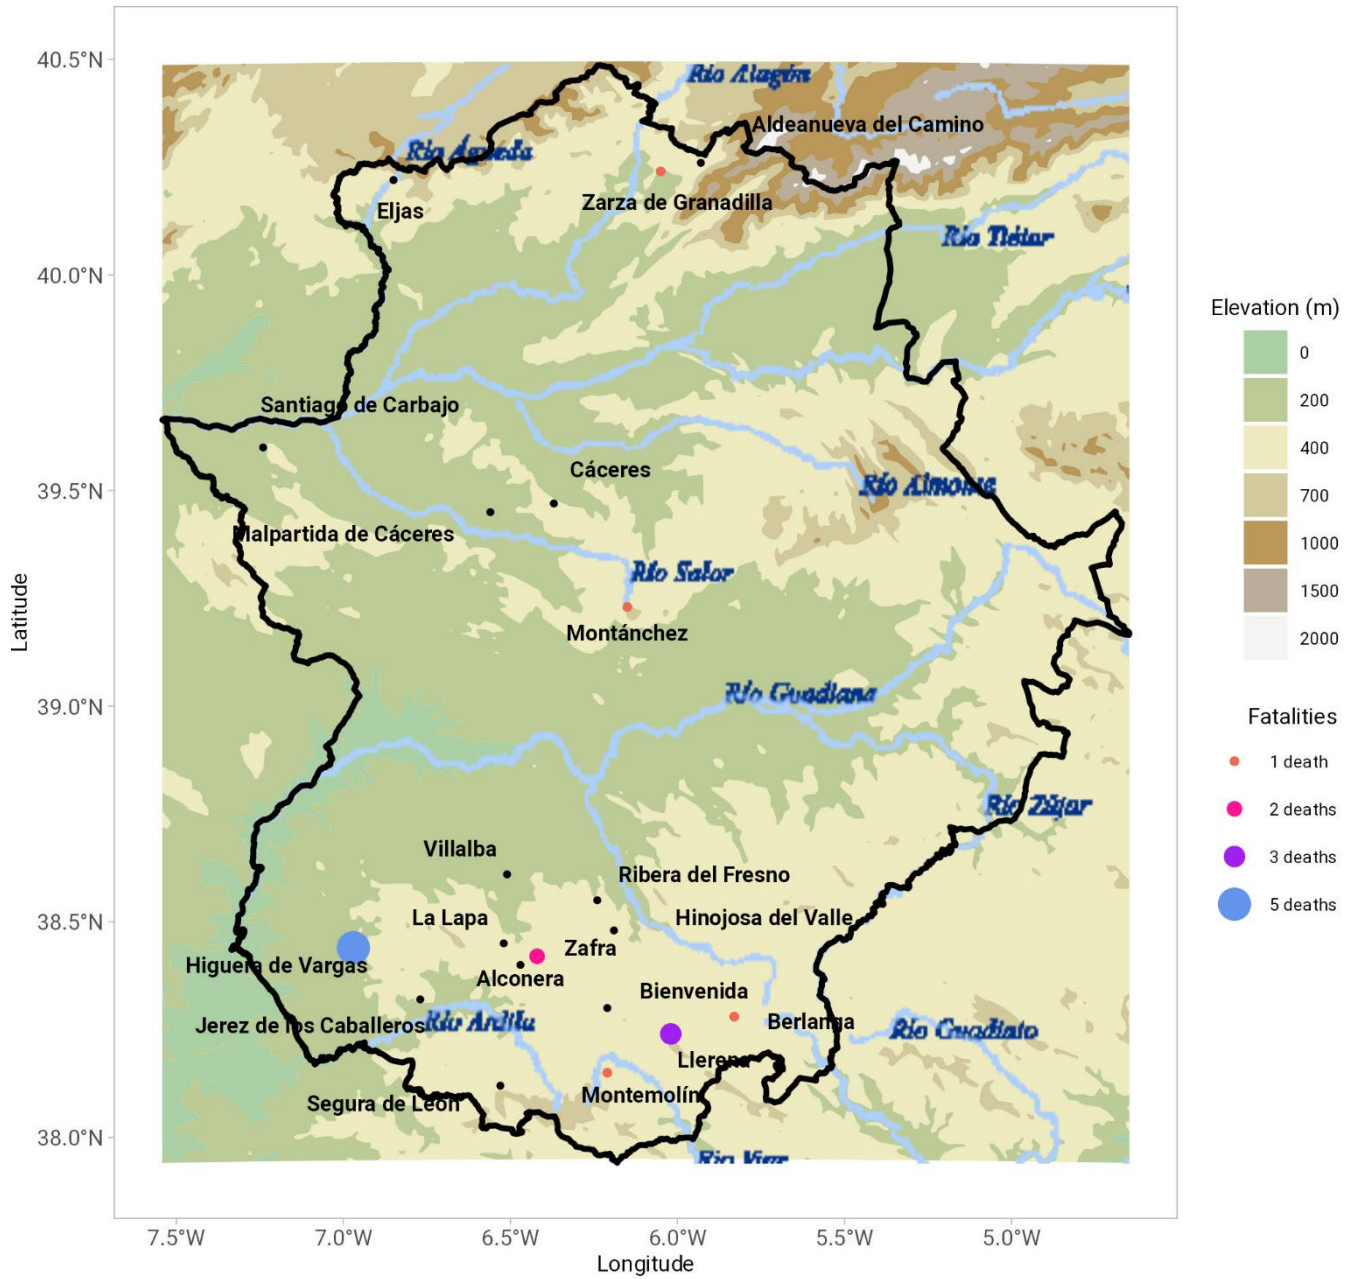 40.5°N
Río Alagón
Aldeanueva del Camino
Río Águeda
Zarza de Granadilla
Eljas
Río Tiétar
40.0°N
Elevation (m)
0
200
400
700
1000
1500
2000
Santiago de Carbajo
Cáceres
39.5°N
Río Almonte
Malpartida de Cáceres
Río Salor
Montánchez
Latitude
39.0°N
Río Guadiana
Fatalities
1 death
2 deaths
3 deaths
5 deaths
Río Zújar
Villalba
Ribera del Fresno
38.5°N
La Lapa
Hinojosa del Valle
Zafra
Higuera de Vargas
Alconera
Bienvenida
Jerez de los Caballeros
Río Ardila
Berlanga
Río Guadiato
Llerena
Segura de León
Montemolín
38.0°N
Río Viar
7.5°W
7.0°W
6.5°W
6.0°W
5.5°W
5.0°W
Longitude